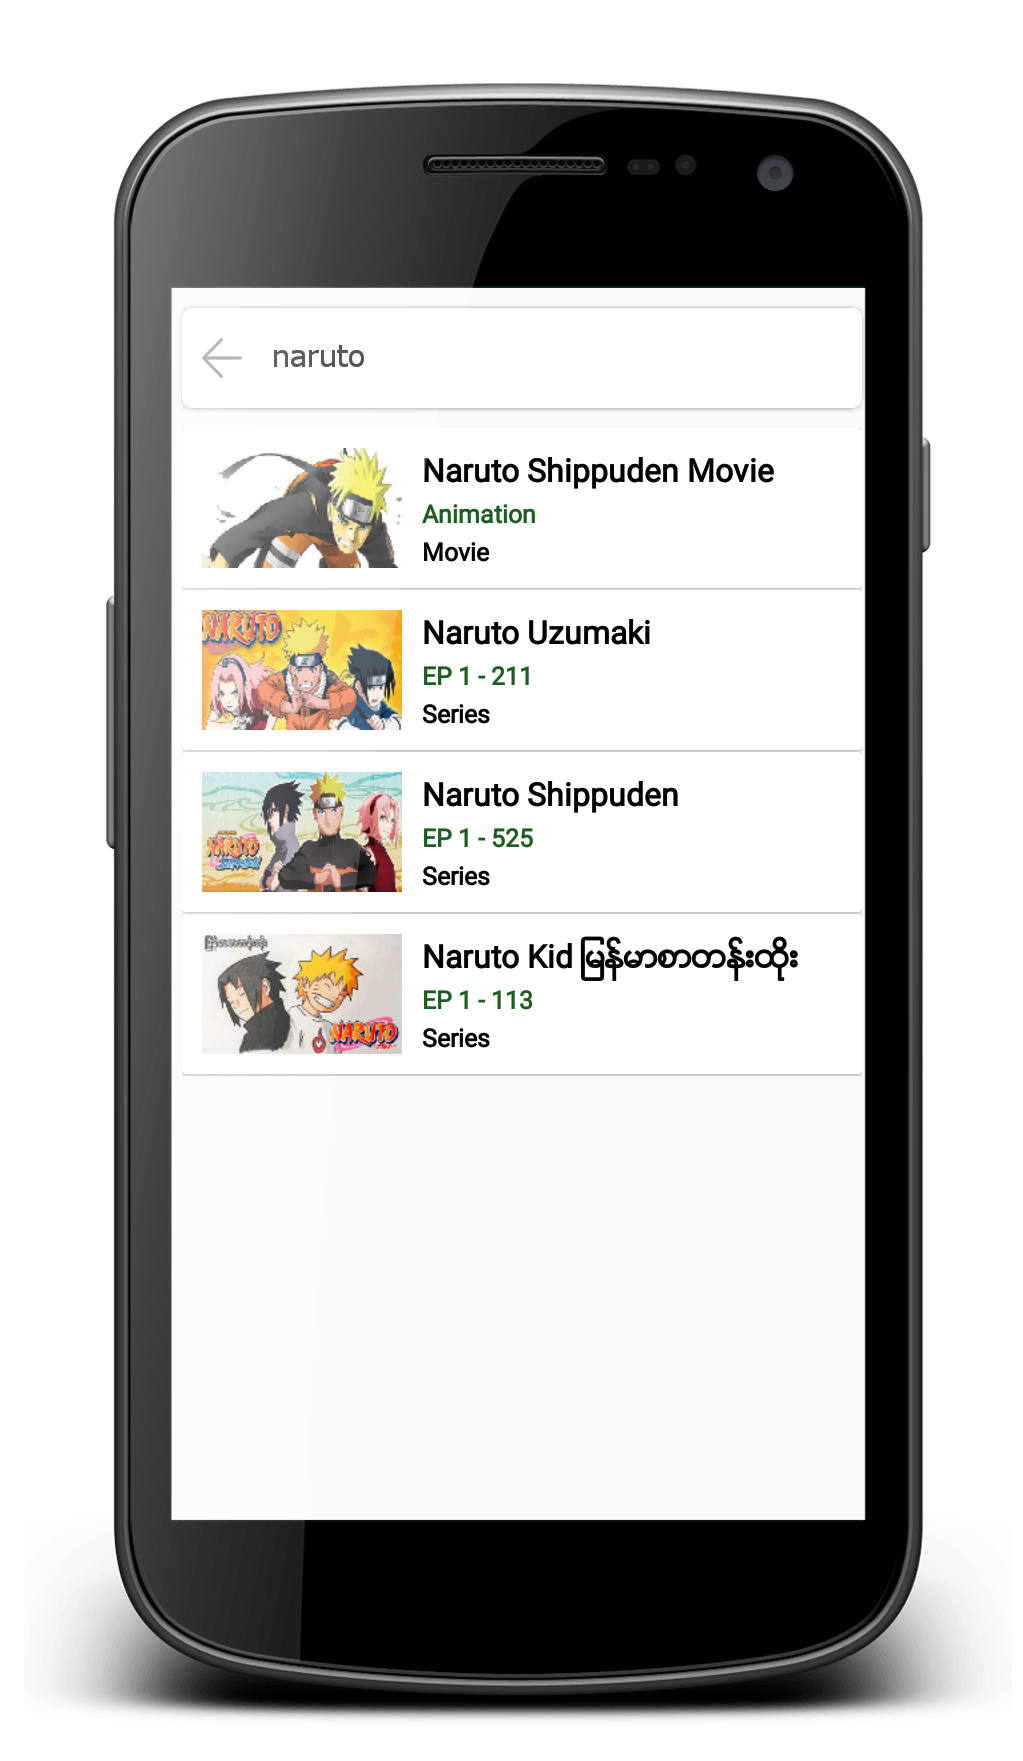 naruto
Naruto Shippuden Movie
Animation
Movie
NARUTO
Naruto Uzumaki
EP 1 - 211
Series
NARUTO
Naruto Shippuden
EP 1 - 525
Series
NARUTO
Naruto Kid မြန်မာစာတန်းထိုး
EP 1 - 113
Series